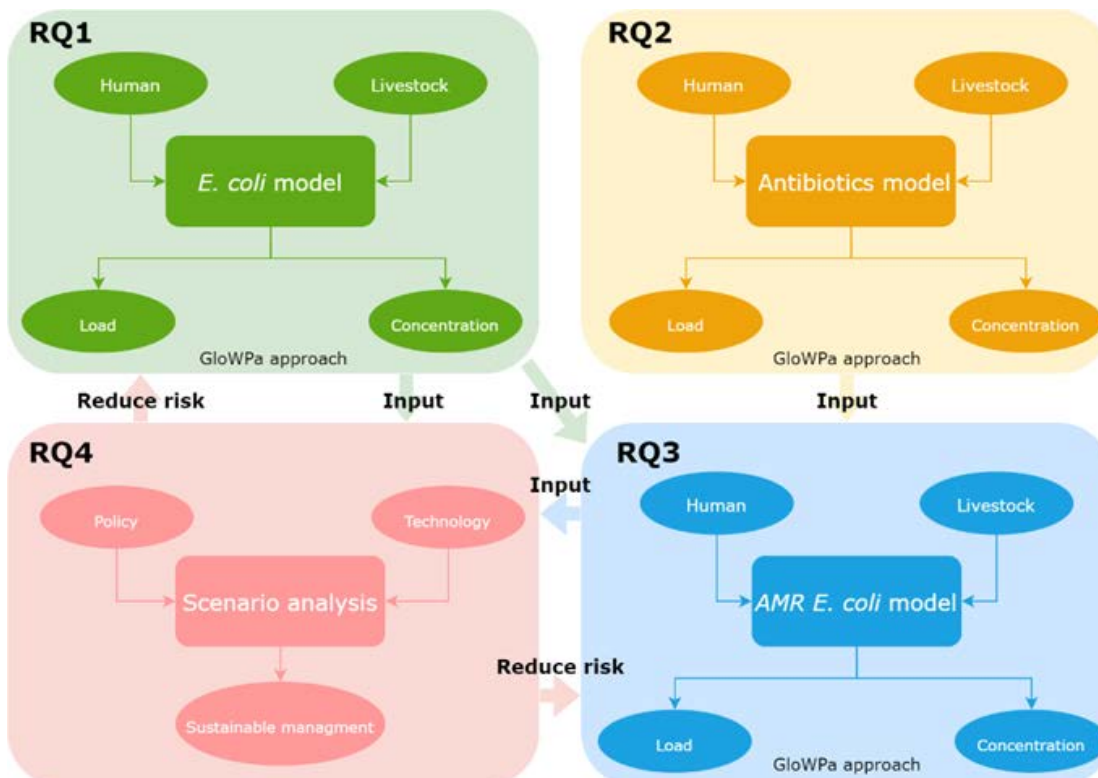 RQ1
Human
Livestock
E. coli model
Load
Concentration
GloWPa approach
RQ2
Human
Livestock
Antibiotics model
Load
Concentration
GloWPa approach
Reduce risk
Input
Input
Input
RQ4
Policy
Technology
Scenario analysis
Sustainable managment
Input
Reduce risk
RQ3
Human
Livestock
AMR E. coli model
Load
Concentration
GloWPa approach